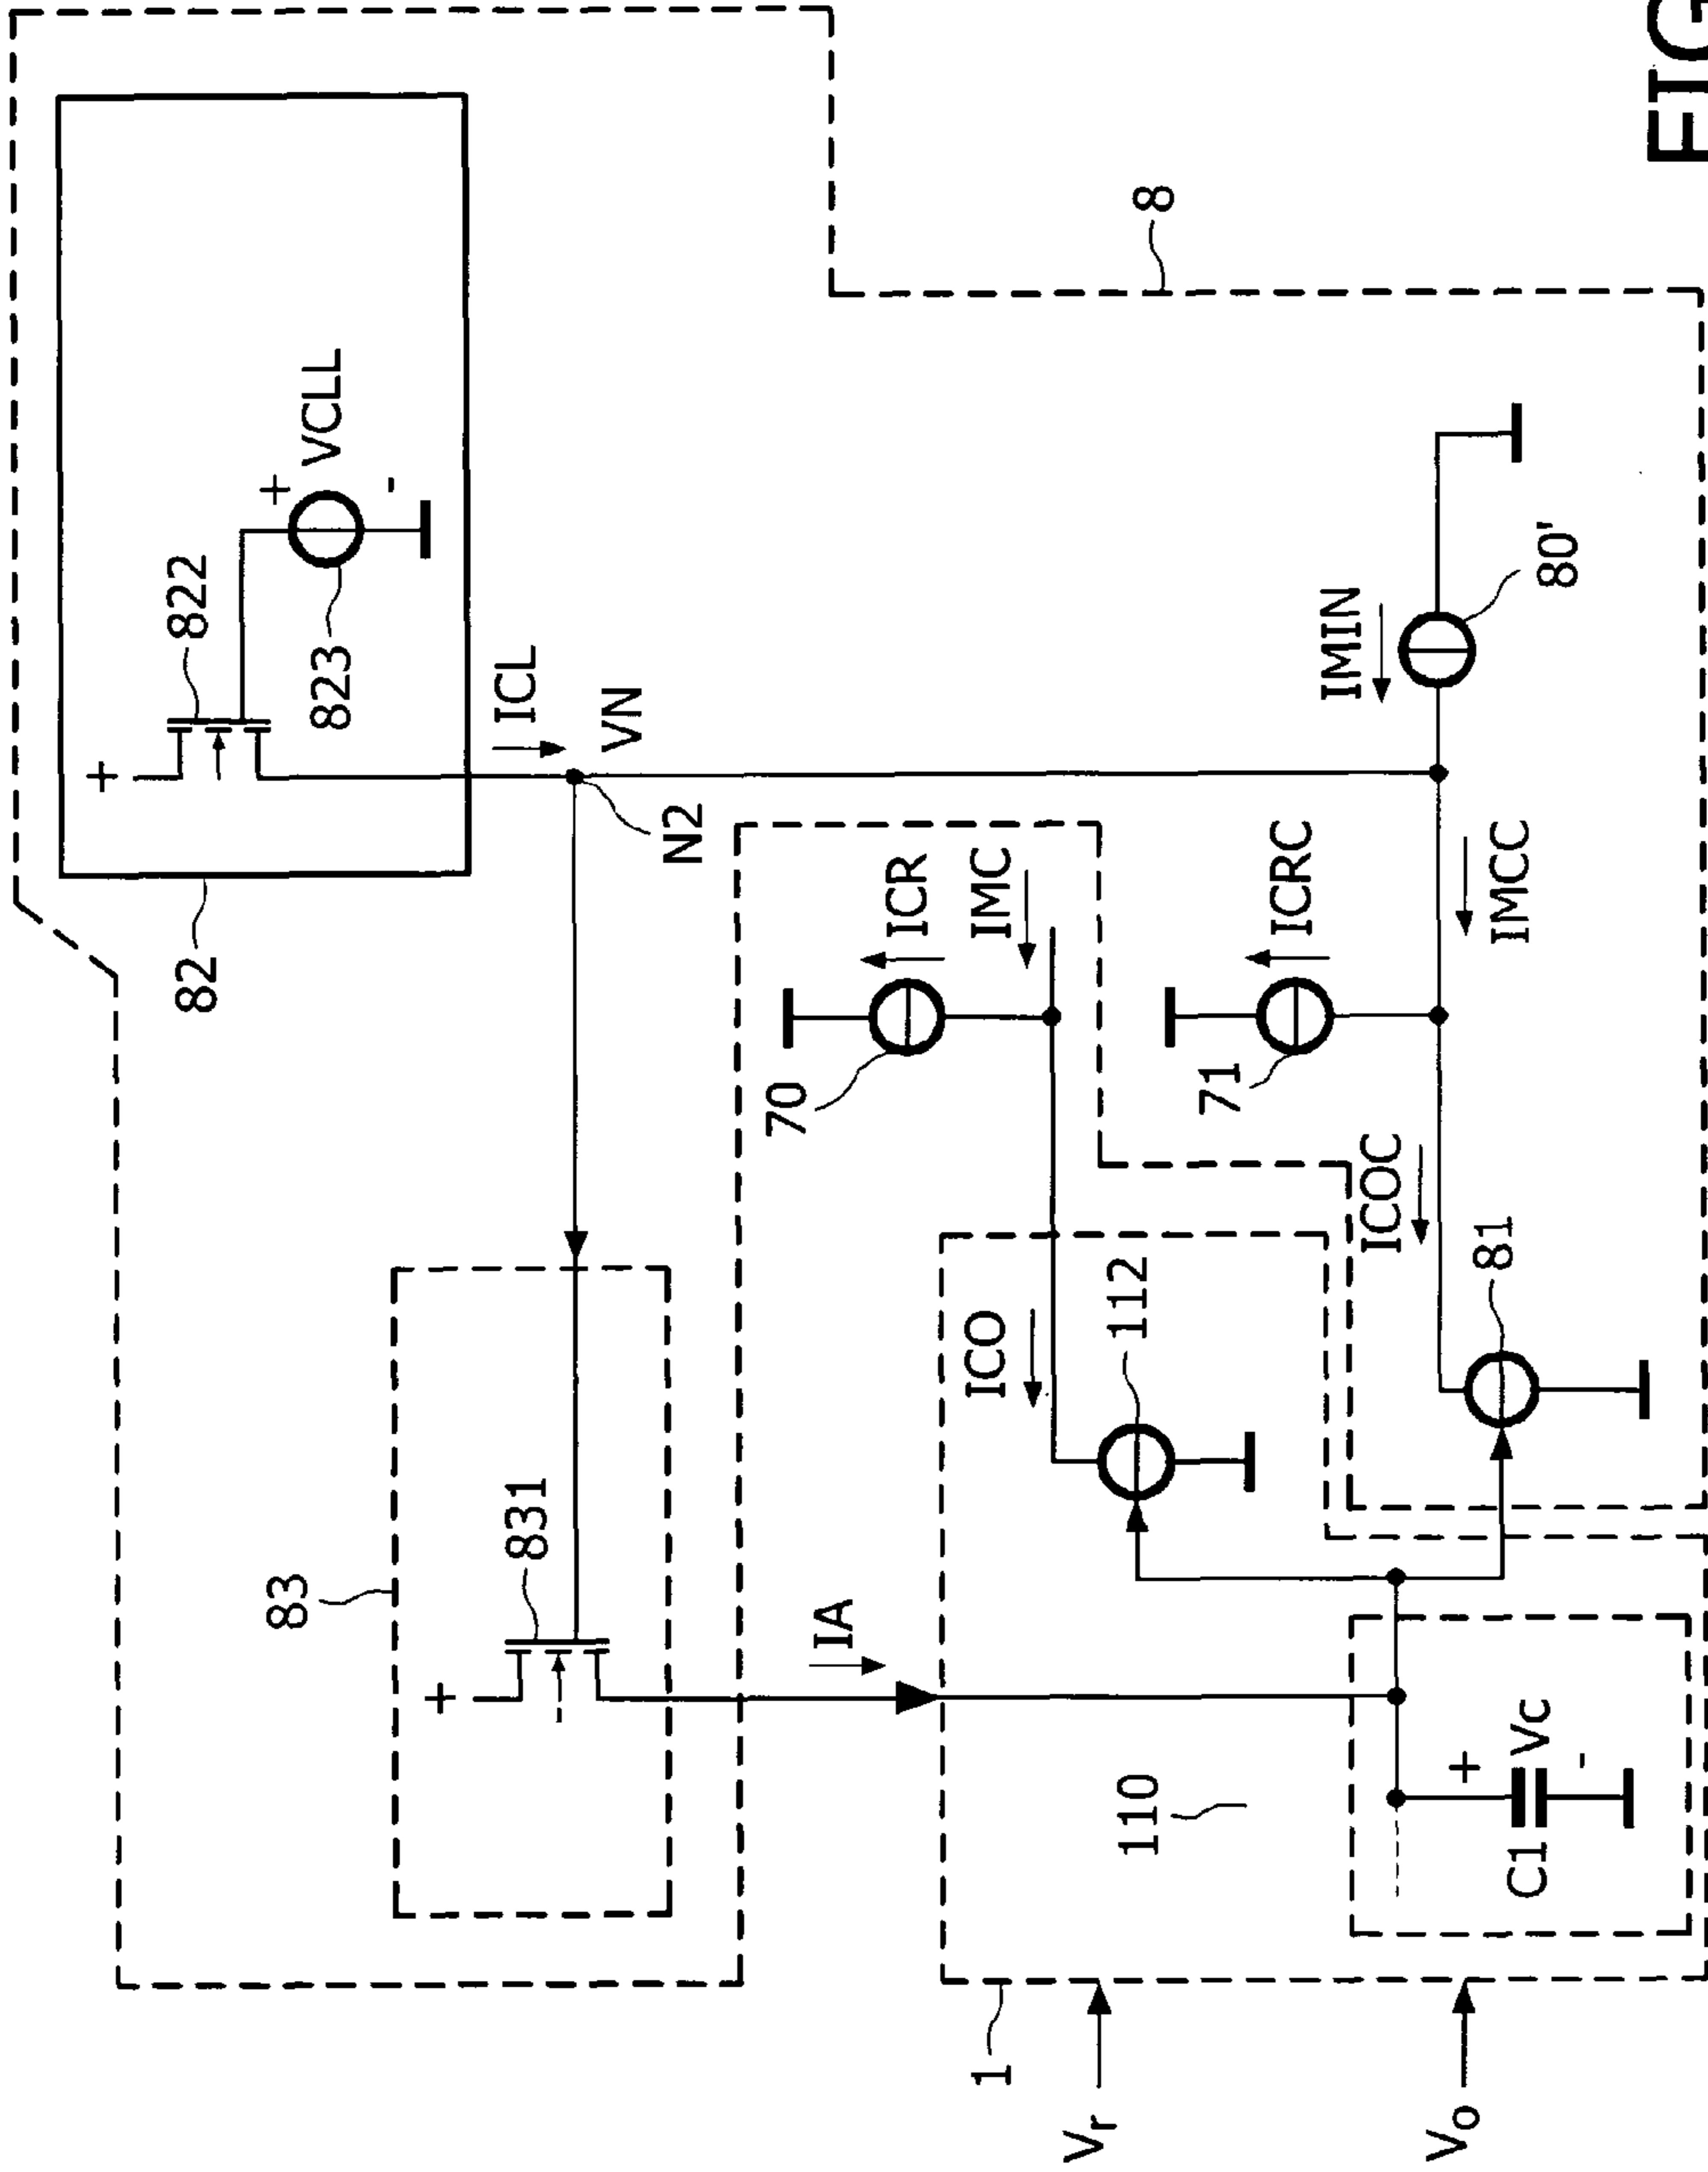 82
822
823
+
+
VCLL
-
ICL
VN
N2
83
831
+
IA
70
ICR
IMC
71
ICRC
IMIN
80'
IMCC
8
ICO
112
ICOC
81
110
C1
+
Vc
-
1
Vr
Vo
FIG